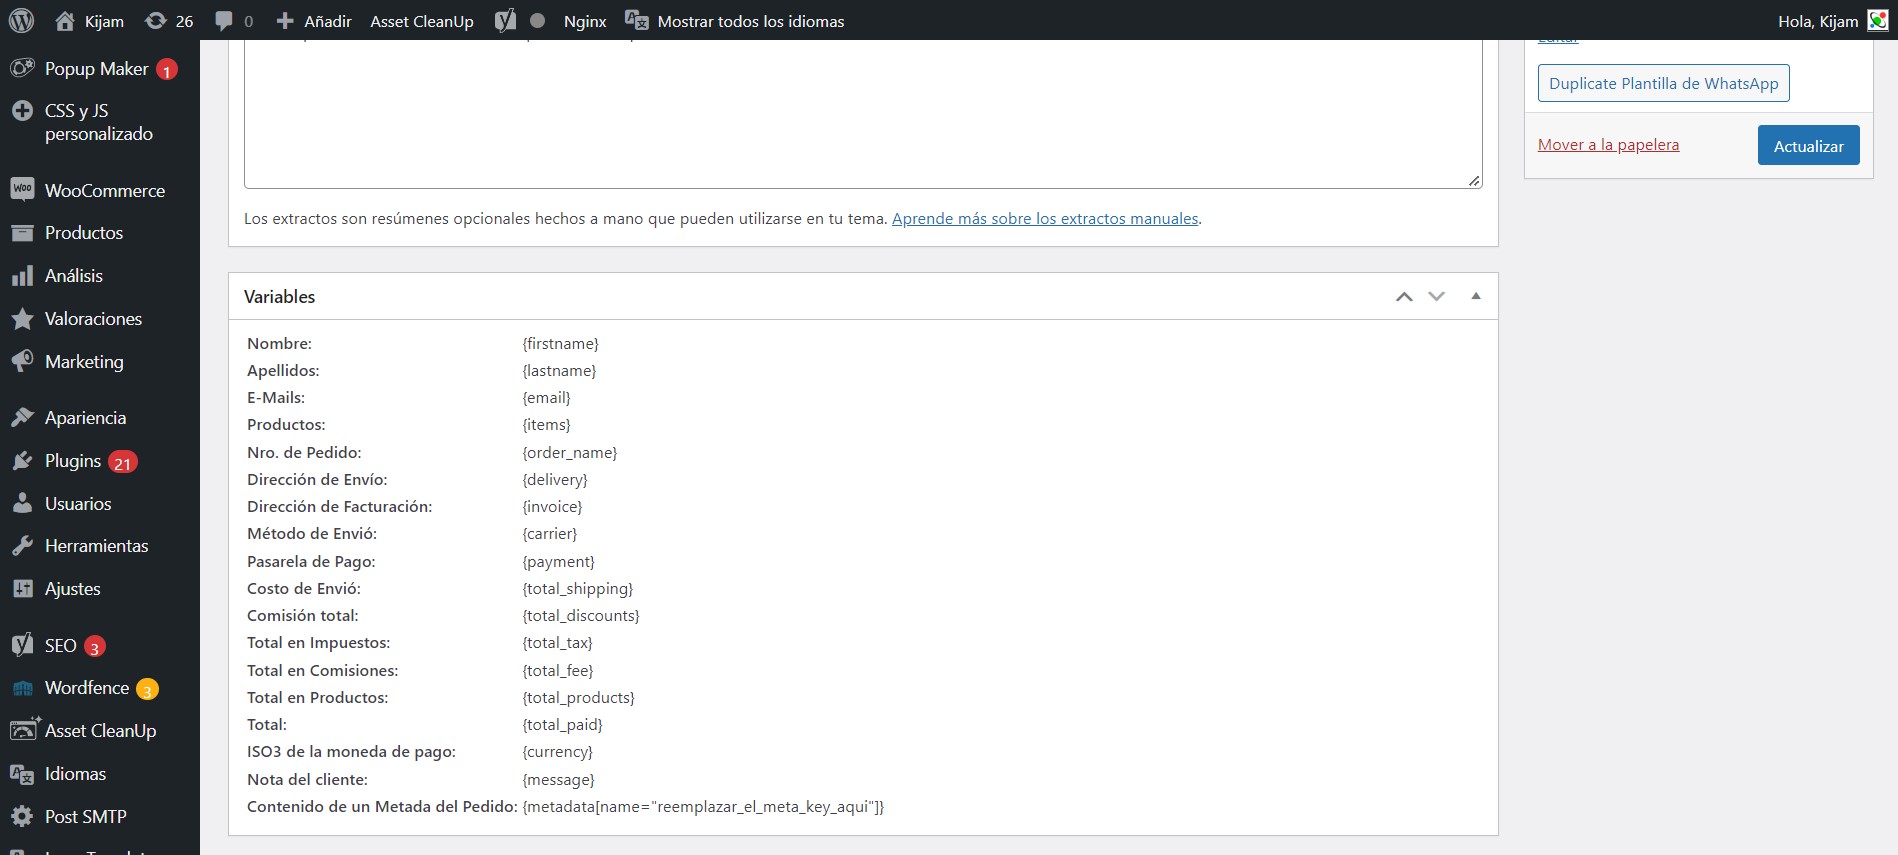 Kijam
26
0
Añadir
Asset CleanUp
Nginx
Mostrar todos los idiomas
Hola, Kijam
Popup Maker 1
CSS y JS
personalizado
WooCommerce
Productos
Análisis
Valoraciones
Marketing
Apariencia
Plugins 21
Usuarios
Herramientas
Ajustes
SEO 3
Wordfence 3
Asset CleanUp
Idiomas
Post SMTP
Editar
Duplicate Plantilla de WhatsApp
Mover a la papelera
Actualizar
Los extractos son resúmenes opcionales hechos a mano que pueden utilizarse en tu tema. Aprende más sobre los extractos manuales.
Variables
Nombre: {firstname}
Apellidos: {lastname}
E-Mails: {email}
Productos: {items}
Nro. de Pedido: {order_name}
Dirección de Envío: {delivery}
Dirección de Facturación: {invoice}
Método de Envió: {carrier}
Pasarela de Pago: {payment}
Costo de Envió: {total_shipping}
Comisión total: {total_discounts}
Total en Impuestos: {total_tax}
Total en Comisiones: {total_fee}
Total en Productos: {total_products}
Total: {total_paid}
ISO3 de la moneda de pago: {currency}
Nota del cliente: {message}
Contenido de un Metada del Pedido: {metadata[name="reemplazar_el_meta_key_aqui"]}